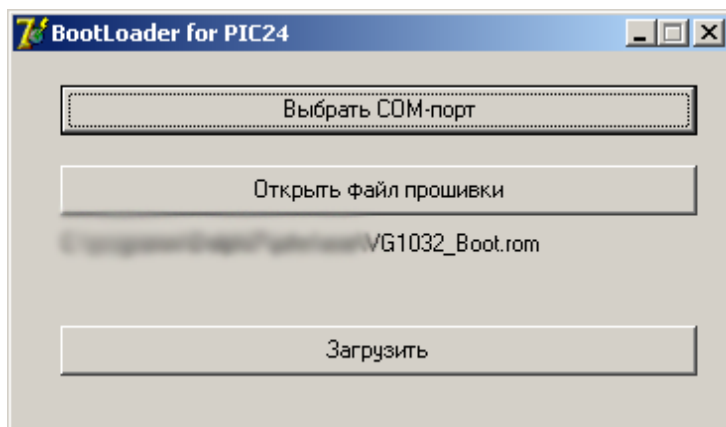 BootLoader for PIC24
Выбрать COM-порт
Открыть файл прошивки
\VG1032_Boot.rom
Загрузить